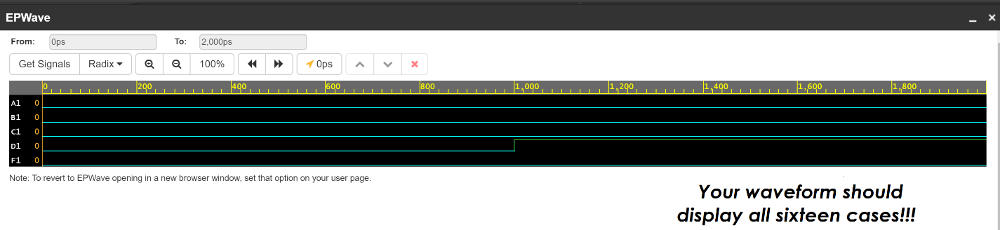 EPWave
From: 0ps To: 2,000ps
Get Signals Radix 100% 0ps
0 200 400 600 800 1,000 1,200 1,400 1,600 1,800
A1 0
B1 0
C1 0
D1 0
F1 0
Note: To revert to EPWave opening in a new browser window, set that option on your user page.
Your waveform should
display all sixteen cases!!!